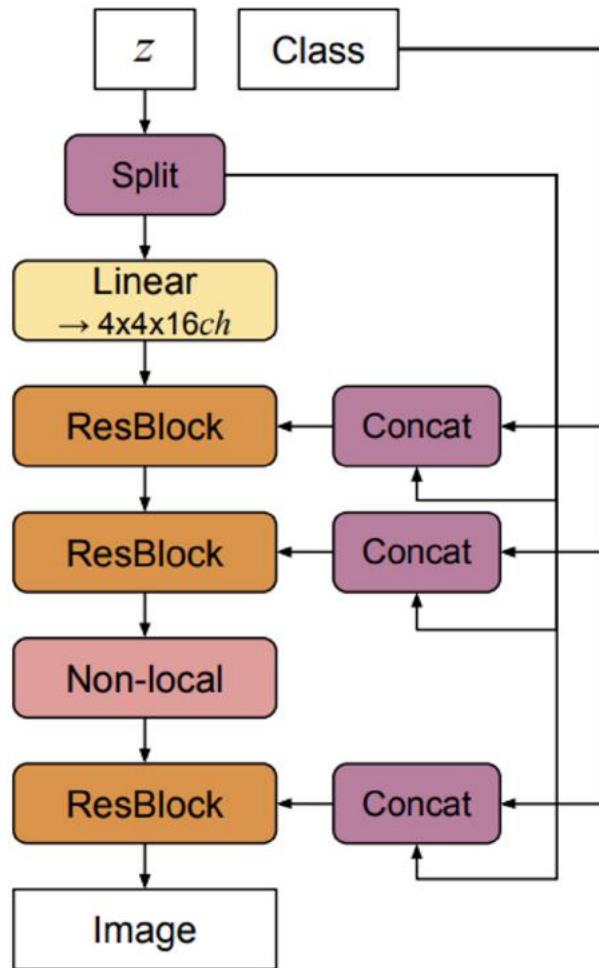 z
Class
Split
Linear
→ 4x4x16ch
ResBlock
Concat
ResBlock
Concat
Non-local
ResBlock
Concat
Image